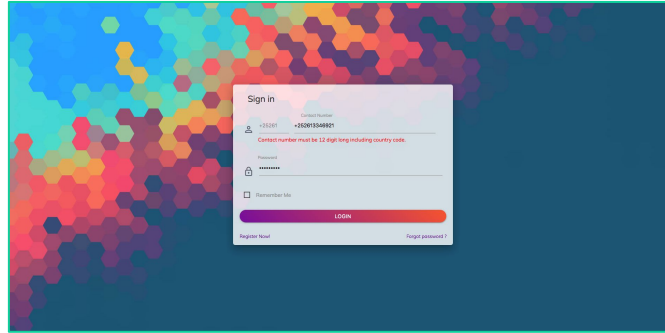 Sign in
Contact Number
+25261 +252613346921
Contact number must be 12 digit long including country code.
Password
•••••••••
Remember Me
LOGIN
Register Now! Forgot password ?